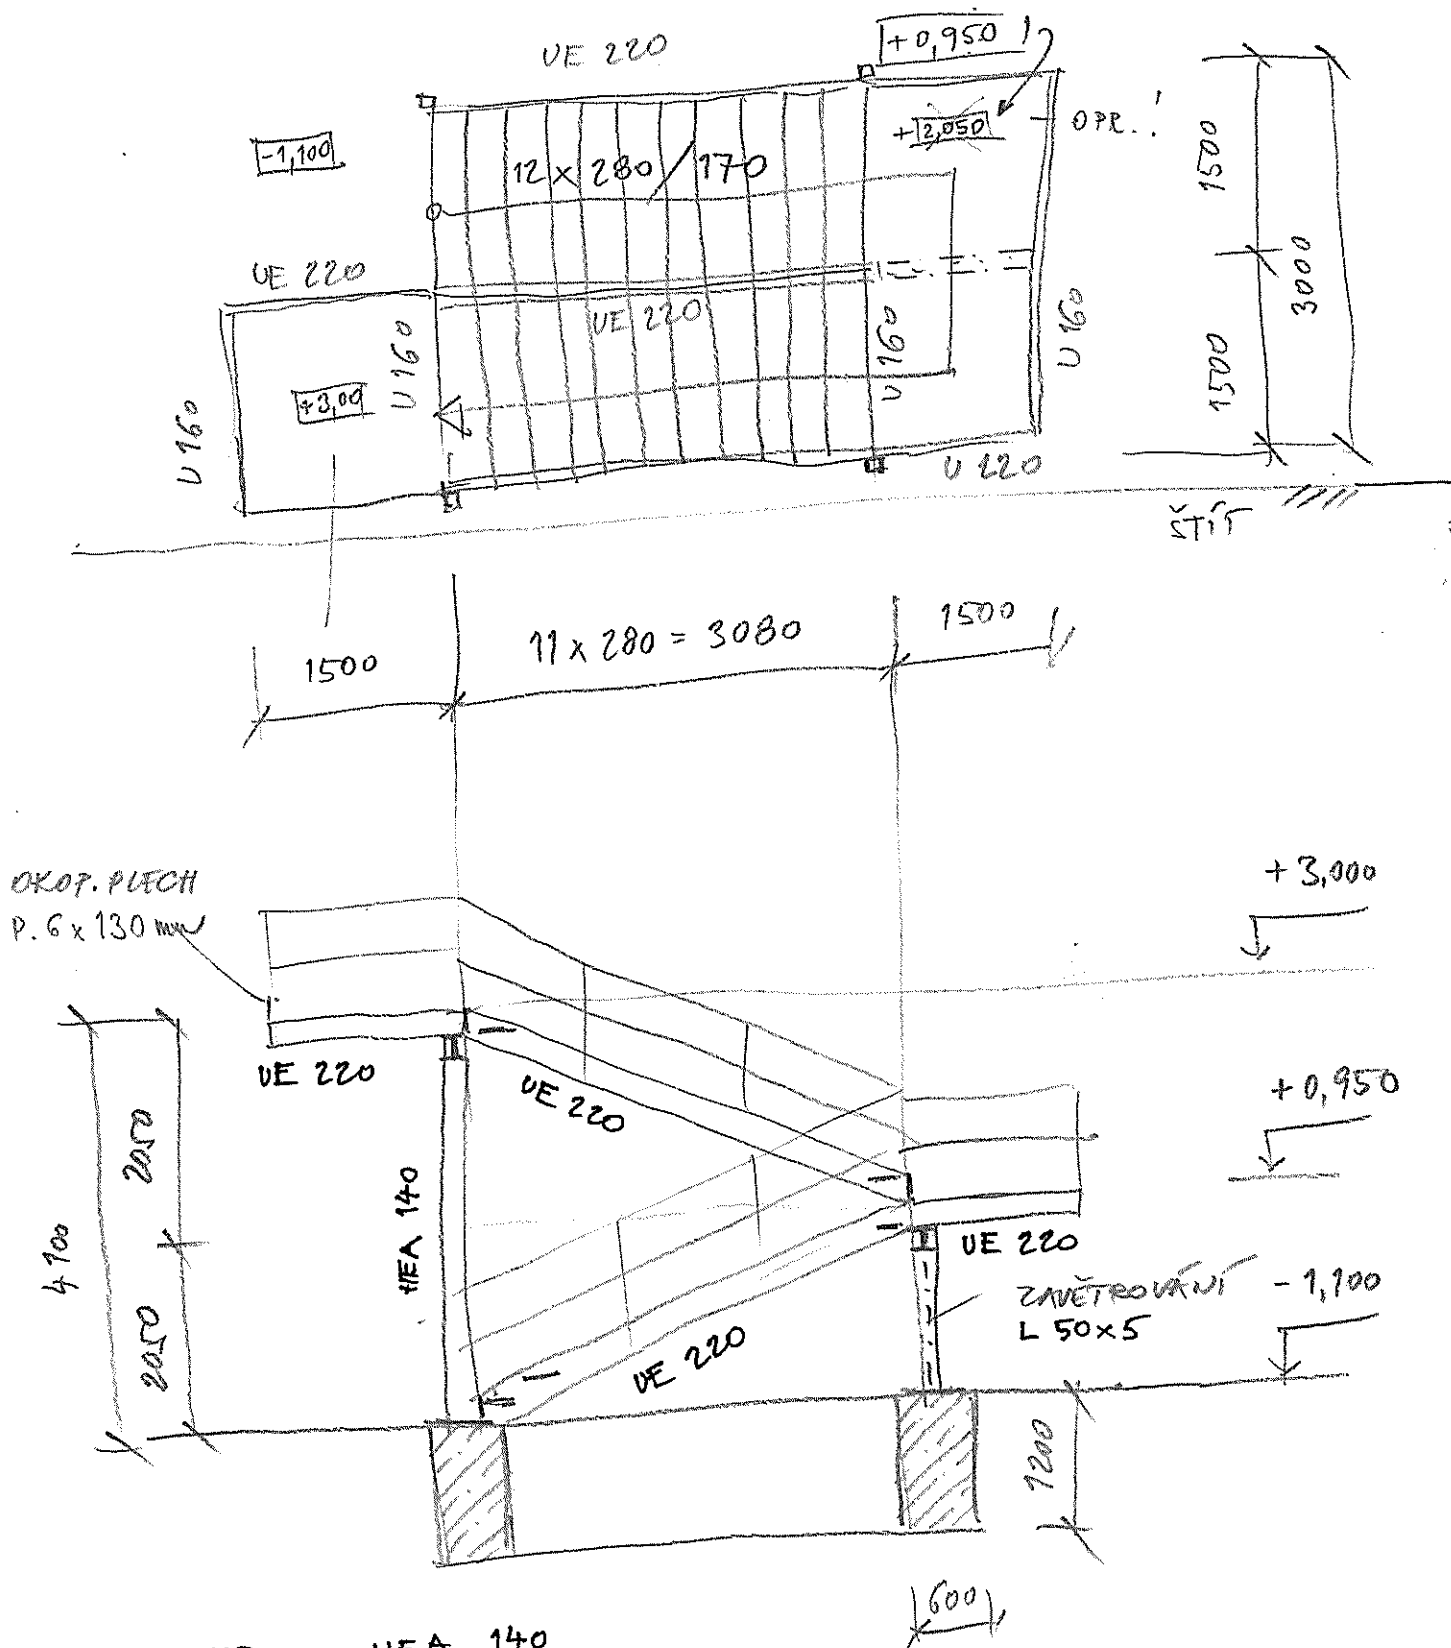 UE 220
+0,950 !
-1,100
+2,050
OPR. !
12 x 280 / 170
1500
3000
1500
UE 220
UE 220
U 160
U 160
U 160
+3,00
U 160
U 220
ŠTÍT
1500
11 x 280 = 3080
1500
+3,000
OKOP. PLECH
P. 6 x 130 mm
UE 220
UE 220
+0,950
2050
HEA 140
4100
UE 220
ZAVĚTROVÁNÍ
L 50x5
-1,100
2050
UE 220
1200
600
HEA 140